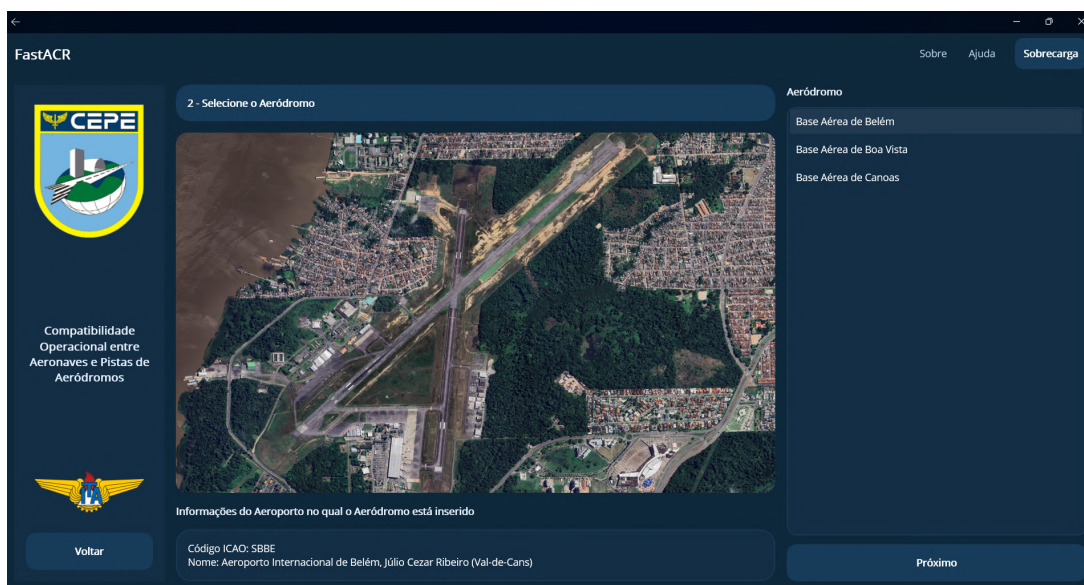 FastACR
Sobre
Ajuda
Sobrecarga
CEPE
Compatibilidade
Operacional entre
Aeronaves e Pistas de
Aeródromos
ITA
Voltar
2 - Selecione o Aeródromo
Informações do Aeroporto no qual o Aeródromo está inserido
Código ICAO: SBBE
Nome: Aeroporto Internacional de Belém, Júlio Cezar Ribeiro (Val-de-Cans)
Aeródromo
Base Aérea de Belém
Base Aérea de Boa Vista
Base Aérea de Canoas
Próximo